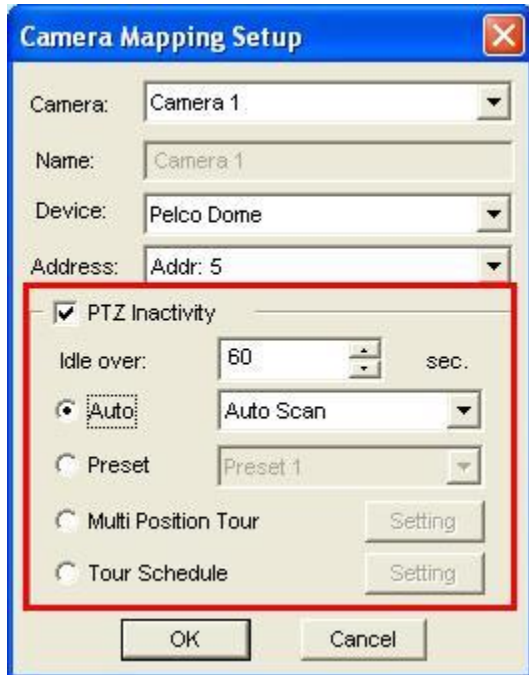 Camera Mapping Setup
Camera: Camera 1
Name: Camera 1
Device: Pelco Dome
Address: Addr: 5
PTZ Inactivity
Idle over: 60 sec.
Auto Auto Scan
Preset Preset 1
Multi Position Tour Setting
Tour Schedule Setting
OK Cancel